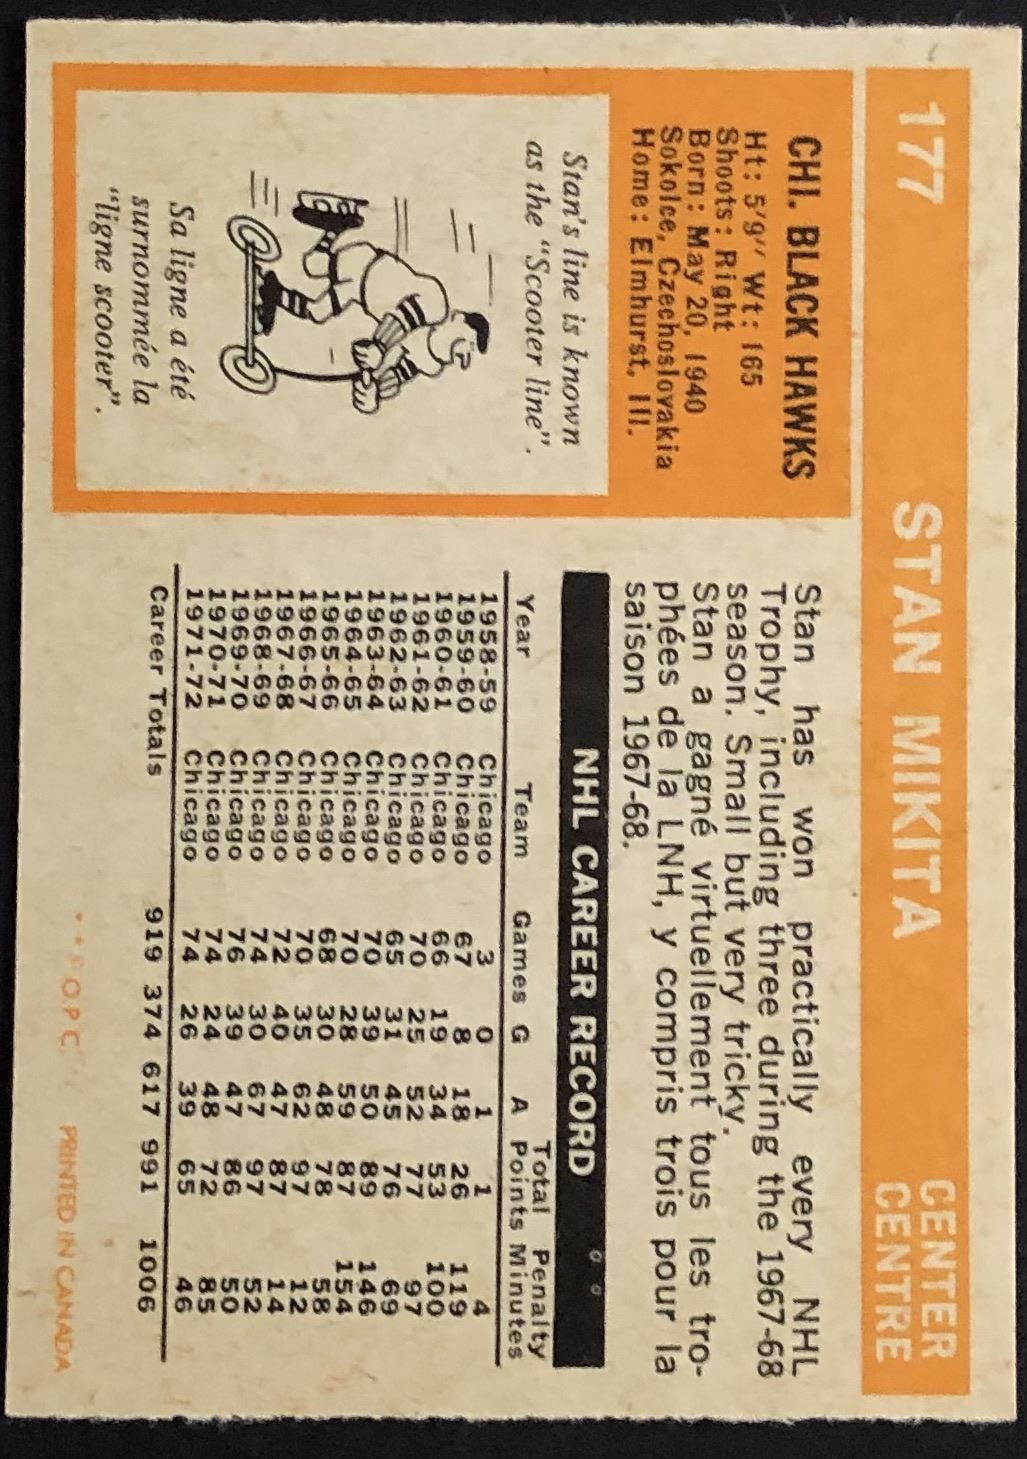 177 STAN MIKITA CENTER
CENTRE
CHI. BLACK HAWKS
Ht: 5'9" Wt: 165
Shoots: Right
Born: May 20, 1940
Sokolce, Czechoslovakia
Home: Elmhurst, Ill.
Stan's line is known
as the "Scooter line".
Sa ligne a été
surnommée la
"ligne scooter".
Stan has won practically every NHL
Trophy, including three during the 1967-68
season. Small but very tricky.
Stan a gagné virtuellement tous les tro-
phées de la LNH, y compris trois pour la
saison 1967-68.
NHL CAREER RECORD
Total Penalty
Year Team Games G A Points Minutes
1958-59 Chicago 3 0 1 1 4
1959-60 Chicago 67 8 18 26 119
1960-61 Chicago 66 19 34 53 100
1961-62 Chicago 70 25 52 77 97
1962-63 Chicago 65 31 45 76 69
1963-64 Chicago 70 39 50 89 146
1964-65 Chicago 70 28 59 87 154
1965-66 Chicago 68 30 48 78 58
1966-67 Chicago 70 35 62 97 12
1967-68 Chicago 72 40 47 87 14
1968-69 Chicago 74 30 67 97 52
1969-70 Chicago 76 39 47 86 50
1970-71 Chicago 74 24 48 72 85
1971-72 Chicago 74 26 39 65 46
Career Totals 919 374 617 991 1006
**©O.P.C. PRINTED IN CANADA